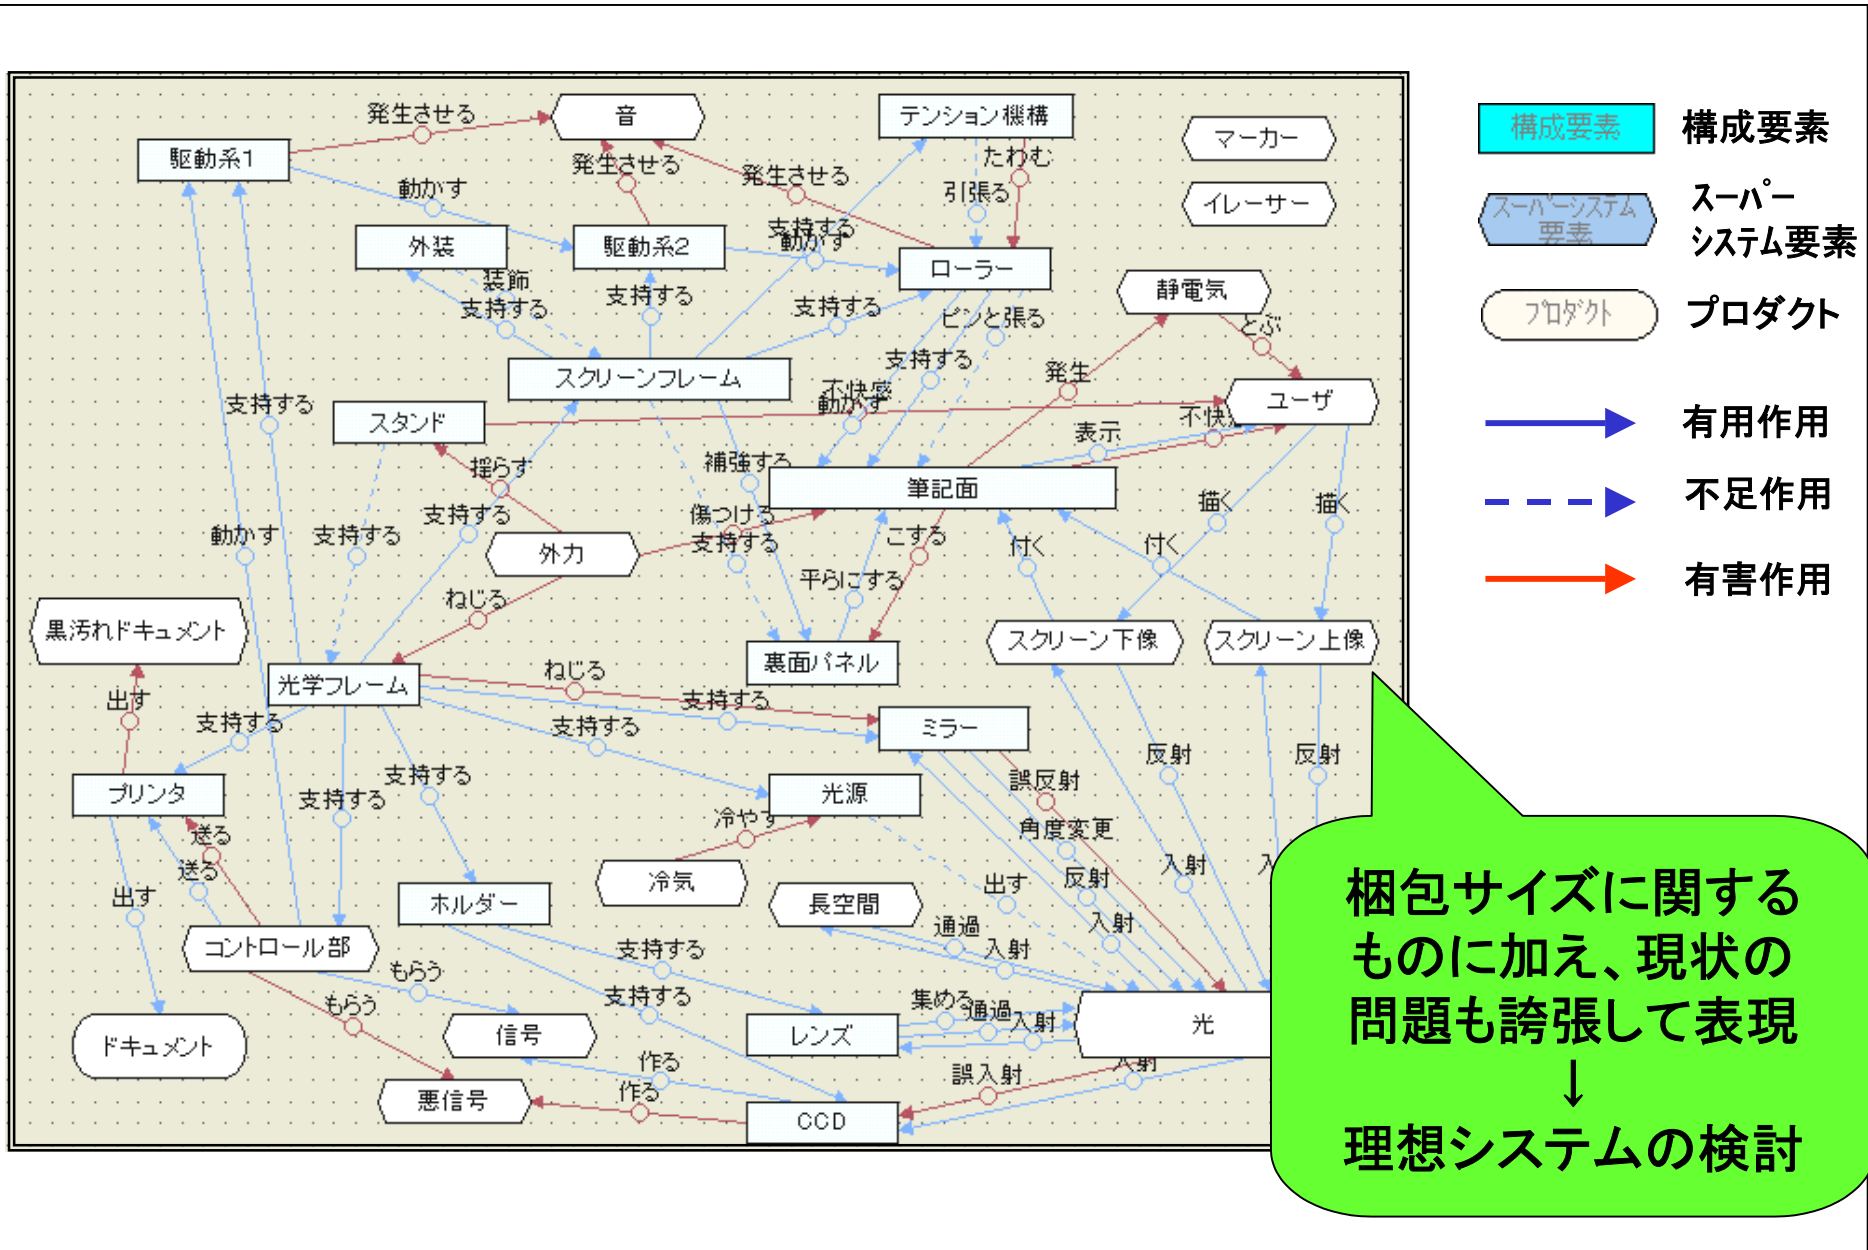 発生させる
音
テンション機構
マーカー
駆動系1
発生させる
発生させる
たわむ
動かす
引張る
イレーサー
支持する
動かす
外装
駆動系2
ローラー
静電気
装飾
支持する
支持する
支持する
ピンと張る
とぶ
スクリーンフレーム
支持する
発生
不快感
動かす
ユーザ
支持する
スタンド
表示
不快
揺らす
補強する
筆記面
描く
描く
支持する
傷つける
動かす
支持する
支持する
こする
付く
付く
外力
平らにする
ねじる
黒汚れドキュメント
スクリーン下像
スクリーン上像
裏面パネル
光学フレーム
ねじる
支持する
出す
支持する
支持する
ミラー
反射
反射
支持する
誤反射
プリンタ
支持する
光源
冷やす
角度変更
送る
送る
入射
入
反射
冷気
出す
出す
ホルダー
長空間
通過
入射
コントロール部
支持する
入射
もらう
支持する
もらう
集める
通過
入射
ドキュメント
信号
レンズ
光
作る
誤入射
入射
作る
悪信号
CCD
構成要素
構成要素
スーパーシステム
要素
スーパー
システム要素
プロダクト
プロダクト
有用作用
不足作用
有害作用
梱包サイズに関する
ものに加え、現状の
問題も誇張して表現
↓
理想システムの検討